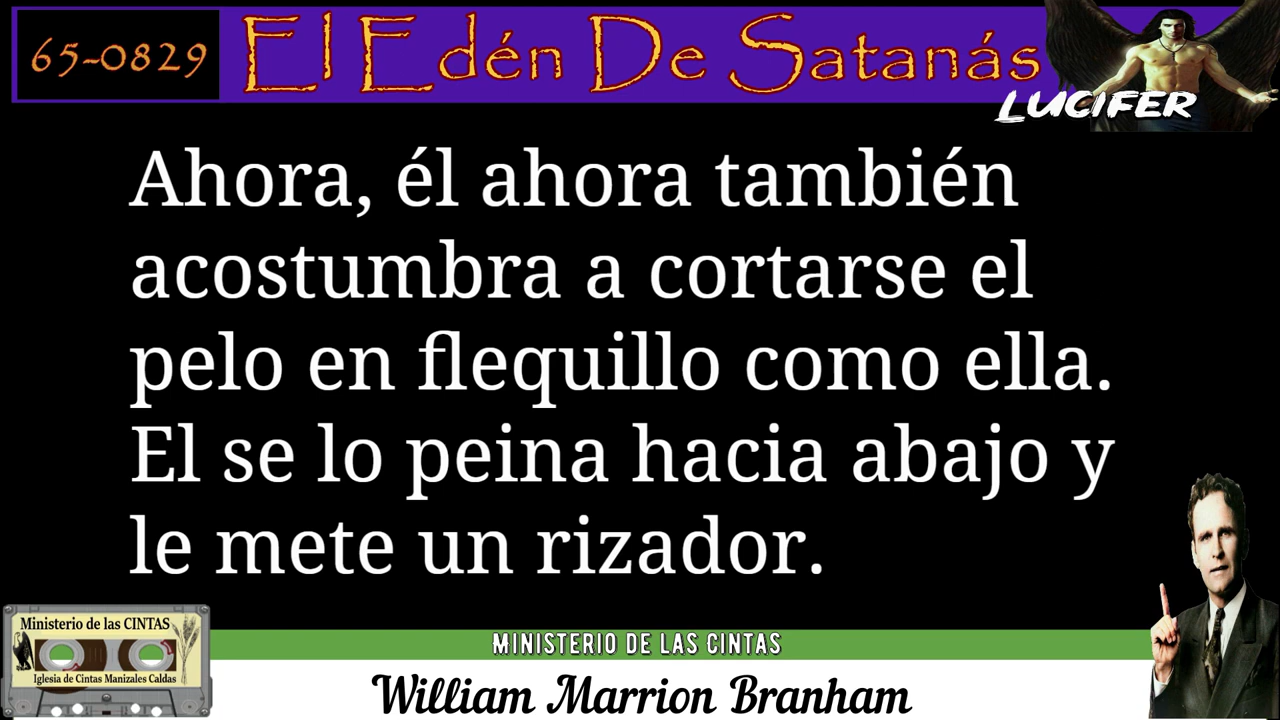 65-0829
El Edén De Satanás
LUCIFER
Ahora, él ahora también
acostumbra a cortarse el
pelo en flequillo como ella.
El se lo peina hacia abajo y
le mete un rizador.
Ministerio de las CINTAS
Iglesia de Cintas Manizales Caldas
MINISTERIO DE LAS CINTAS
William Marrion Branham